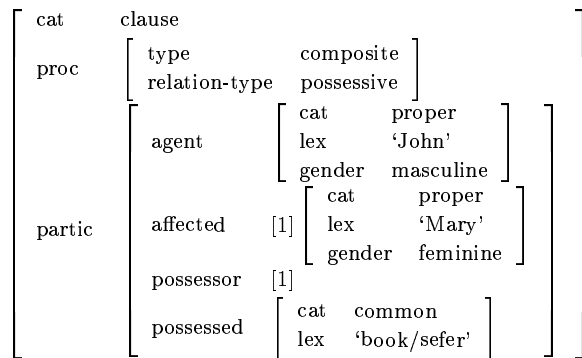 cat clause
proc type composite
relation-type possessive
partic agent cat proper
lex ‘John’
gender masculine
affected [1] cat proper
lex ‘Mary’
gender feminine
possessor [1]
possessed cat common
lex ‘book/sefer’